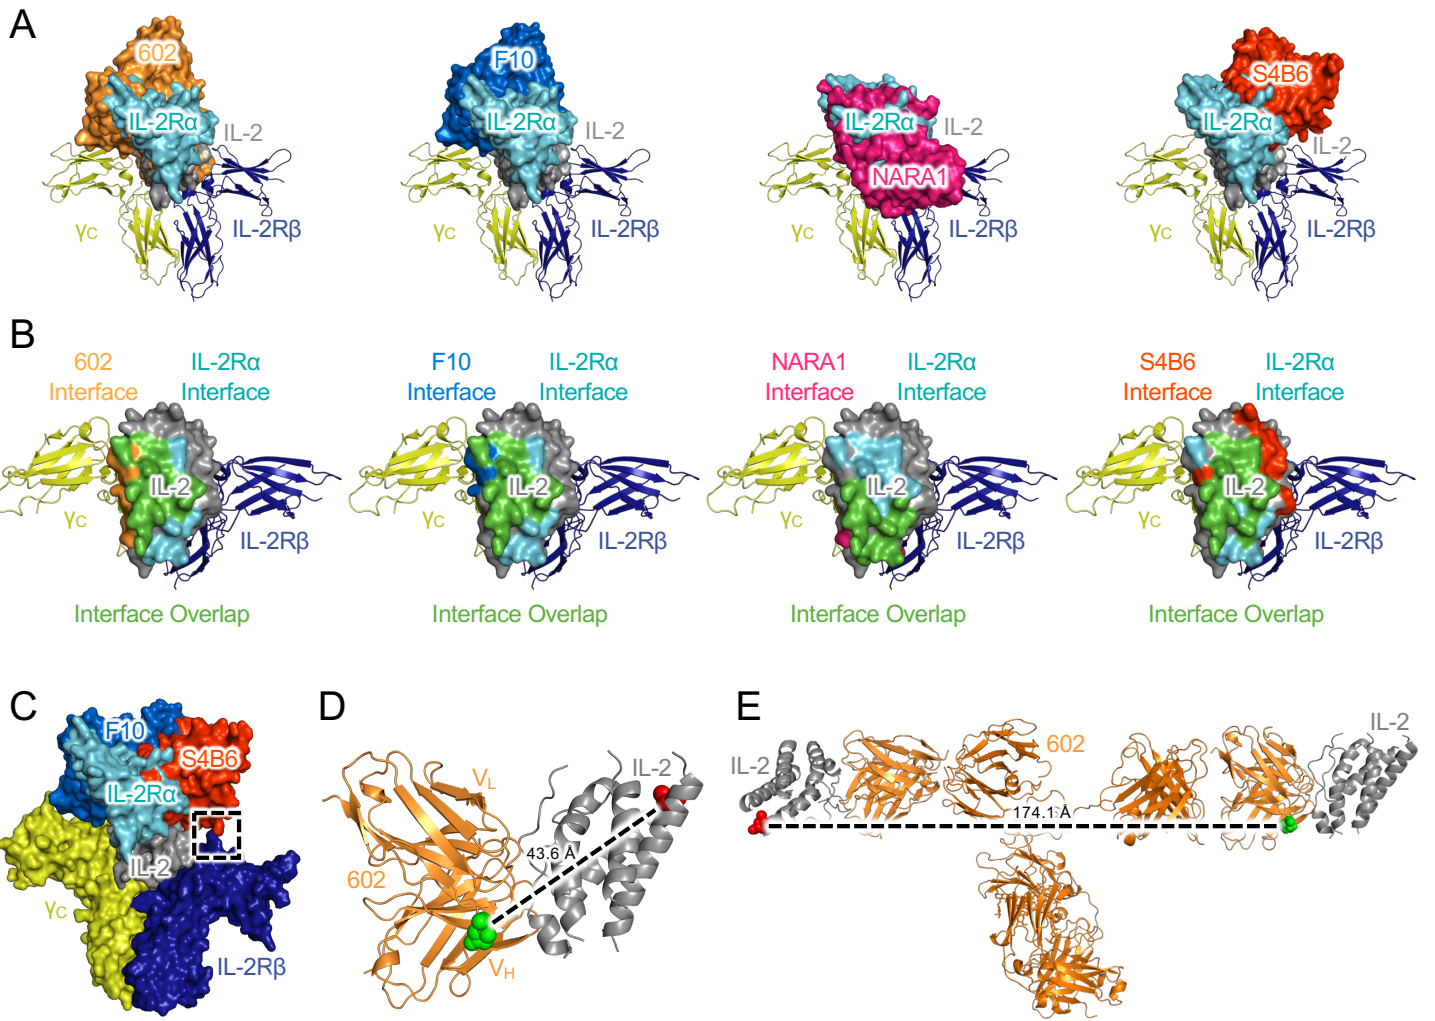 A
602
IL-2Rα
IL-2
γc
IL-2Rβ
F10
IL-2Rα
IL-2
γc
IL-2Rβ
IL-2Rα
IL-2
NARA1
γc
IL-2Rβ
S4B6
IL-2Rα
IL-2
γc
IL-2Rβ
B
602
Interface
IL-2Rα
Interface
IL-2
γc
IL-2Rβ
Interface Overlap
F10
Interface
IL-2Rα
Interface
IL-2
γc
IL-2Rβ
Interface Overlap
NARA1
Interface
IL-2Rα
Interface
IL-2
γc
IL-2Rβ
Interface Overlap
S4B6
Interface
IL-2Rα
Interface
IL-2
γc
IL-2Rβ
Interface Overlap
C
F10
S4B6
IL-2Rα
IL-2
γc
IL-2Rβ
D
VL
IL-2
43.6 Å
602
VH
E
IL-2
602
IL-2
174.1 Å